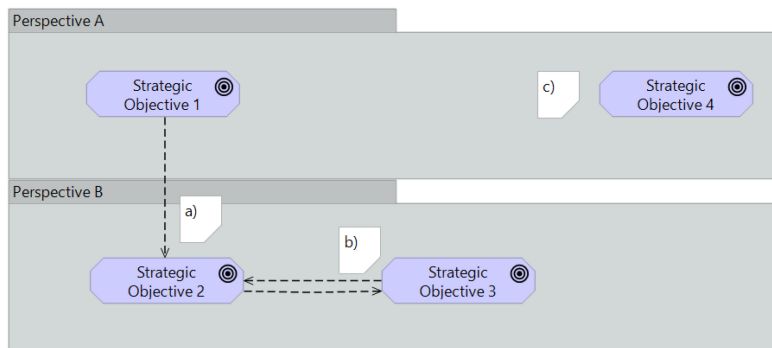 Perspective A
Strategic
Objective 1
c)
Strategic
Objective 4
Perspective B
a)
b)
Strategic
Objective 2
Strategic
Objective 3